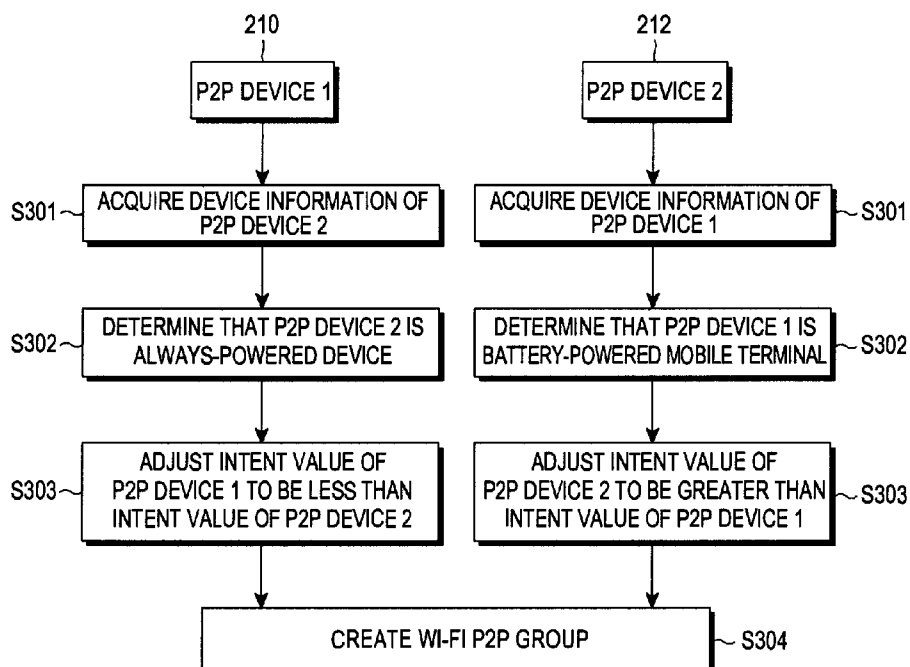 210
P2P DEVICE 1
212
P2P DEVICE 2
S301
ACQUIRE DEVICE INFORMATION OF
P2P DEVICE 2
ACQUIRE DEVICE INFORMATION OF
P2P DEVICE 1
S301
S302
DETERMINE THAT P2P DEVICE 2 IS
ALWAYS-POWERED DEVICE
DETERMINE THAT P2P DEVICE 1 IS
BATTERY-POWERED MOBILE TERMINAL
S302
S303
ADJUST INTENT VALUE OF
P2P DEVICE 1 TO BE LESS THAN
INTENT VALUE OF P2P DEVICE 2
ADJUST INTENT VALUE OF
P2P DEVICE 2 TO BE GREATER THAN
INTENT VALUE OF P2P DEVICE 1
S303
CREATE WI-FI P2P GROUP
S304